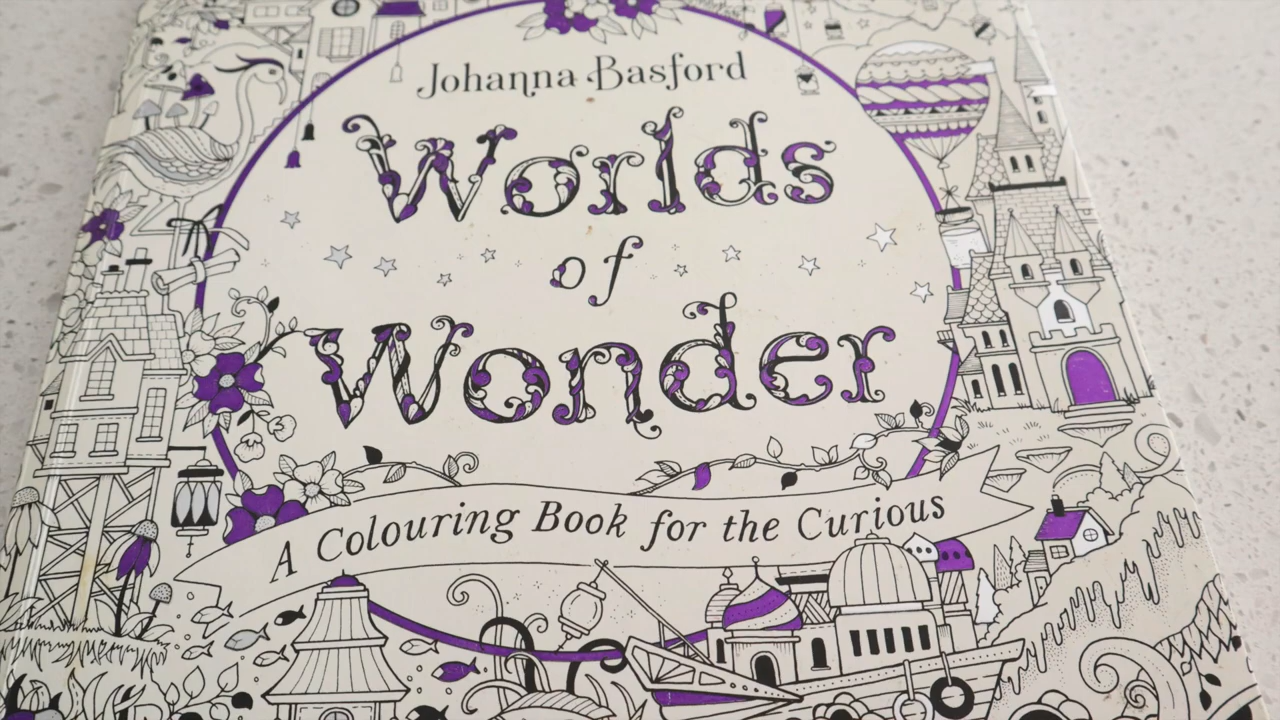 Johanna Basford
Worlds
of
Wonder
A Colouring Book for the Curious